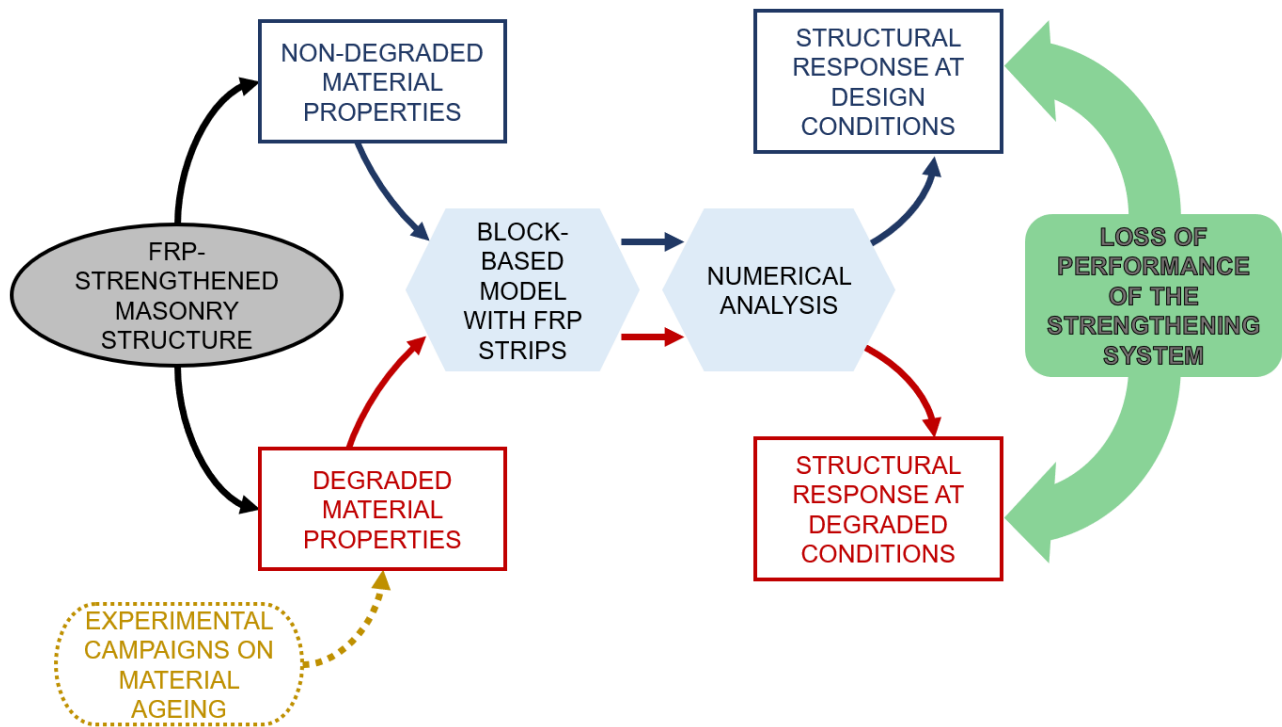 NON-DEGRADED
MATERIAL
PROPERTIES
STRUCTURAL
RESPONSE AT
DESIGN
CONDITIONS
FRP-
STRENGTHENED
MASONRY
STRUCTURE
BLOCK-
BASED
MODEL
WITH FRP
STRIPS
NUMERICAL
ANALYSIS
LOSS OF
PERFORMANCE
OF THE
STRENGTHENING
SYSTEM
DEGRADED
MATERIAL
PROPERTIES
STRUCTURAL
RESPONSE AT
DEGRADED
CONDITIONS
EXPERIMENTAL
CAMPAIGNS ON
MATERIAL
AGEING